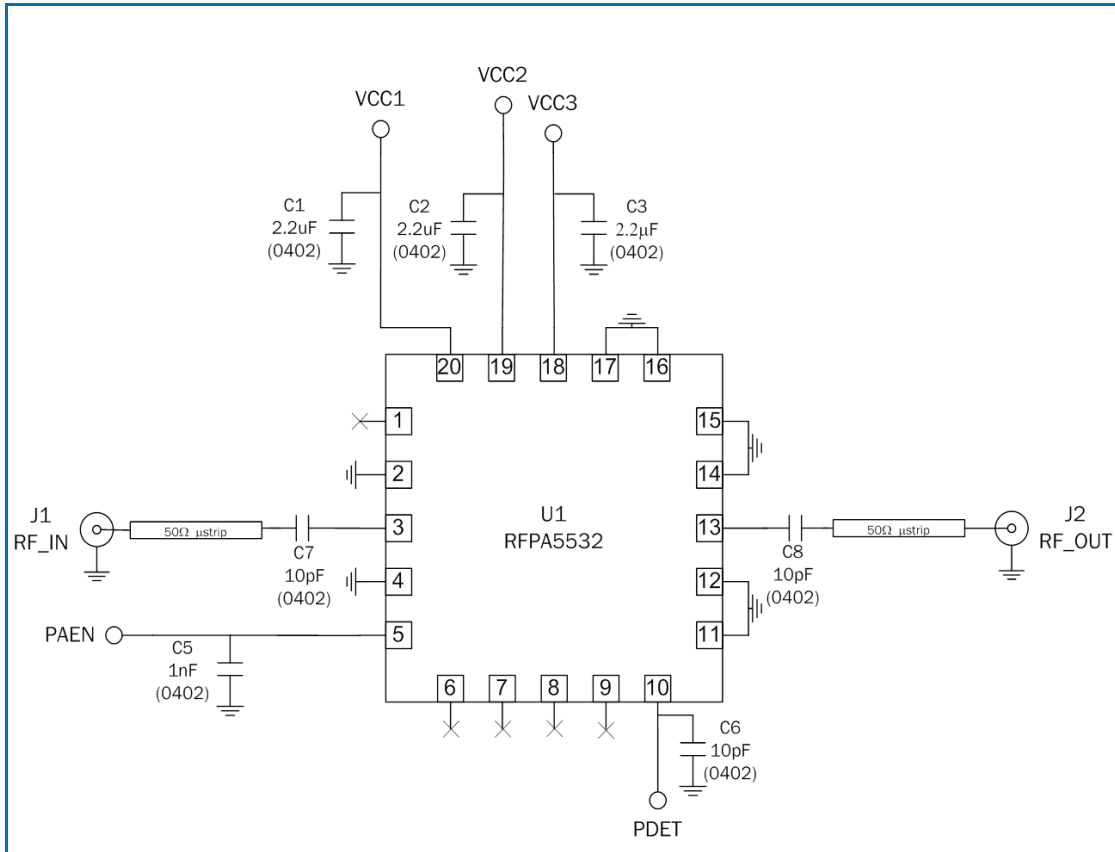 VCC1
VCC2
VCC3
C1
2.2uF
(0402)
C2
2.2uF
(0402)
C3
2.2μF
(0402)
20
19
18
17
16
1
2
3
4
5
15
14
13
12
11
6
7
8
9
10
U1
RFPA5532
J1
RF_IN
50Ω μstrip
C7
10pF
(0402)
C8
10pF
(0402)
50Ω μstrip
J2
RF_OUT
PAEN
C5
1nF
(0402)
C6
10pF
(0402)
PDET